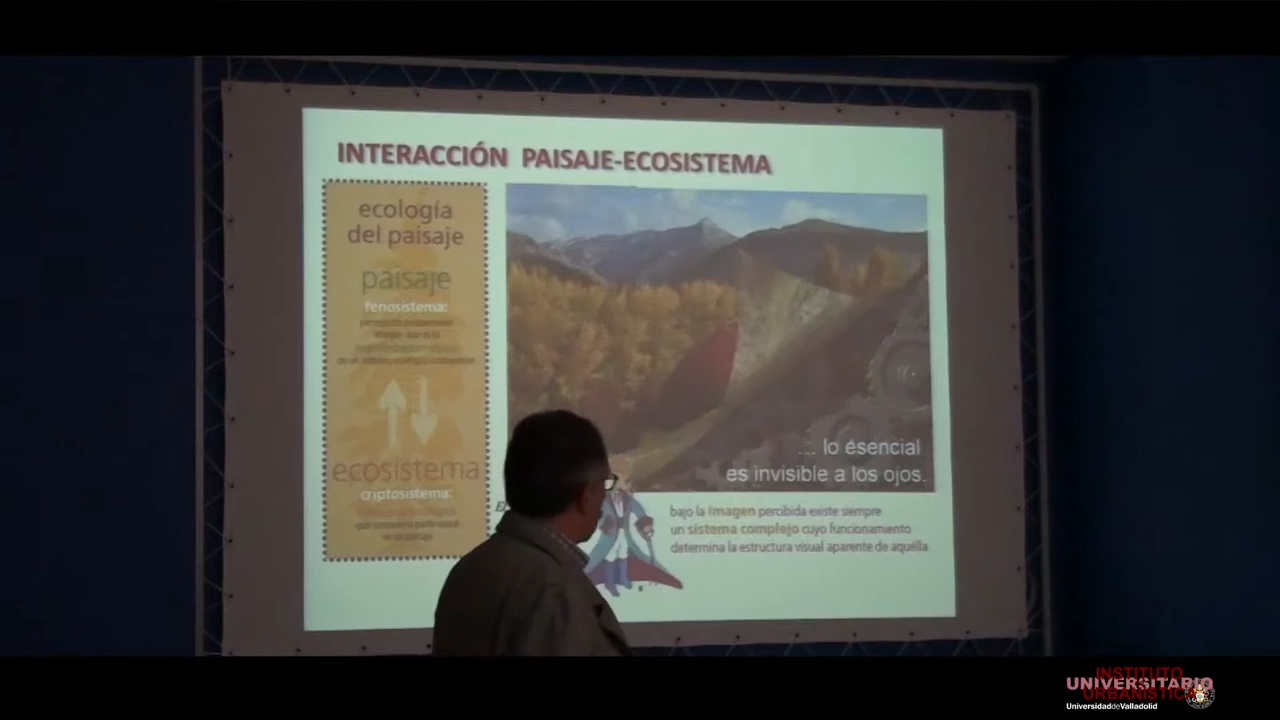 INTERACCIÓN PAISAJE-ECOSISTEMA
ecología
del paisaje
paisaje
fenosistema:
ecosistema
criptosistema:
... lo ésencial
es invisible a los ojos.
bajo la imagen percibida existe siempre
un sistema complejo cuyo funcionamiento
determina la estructura visual aparente de aquélla
INSTITUTO
UNIVERSITARIO
URBANÍSTICA
UniversidaddeValladolid